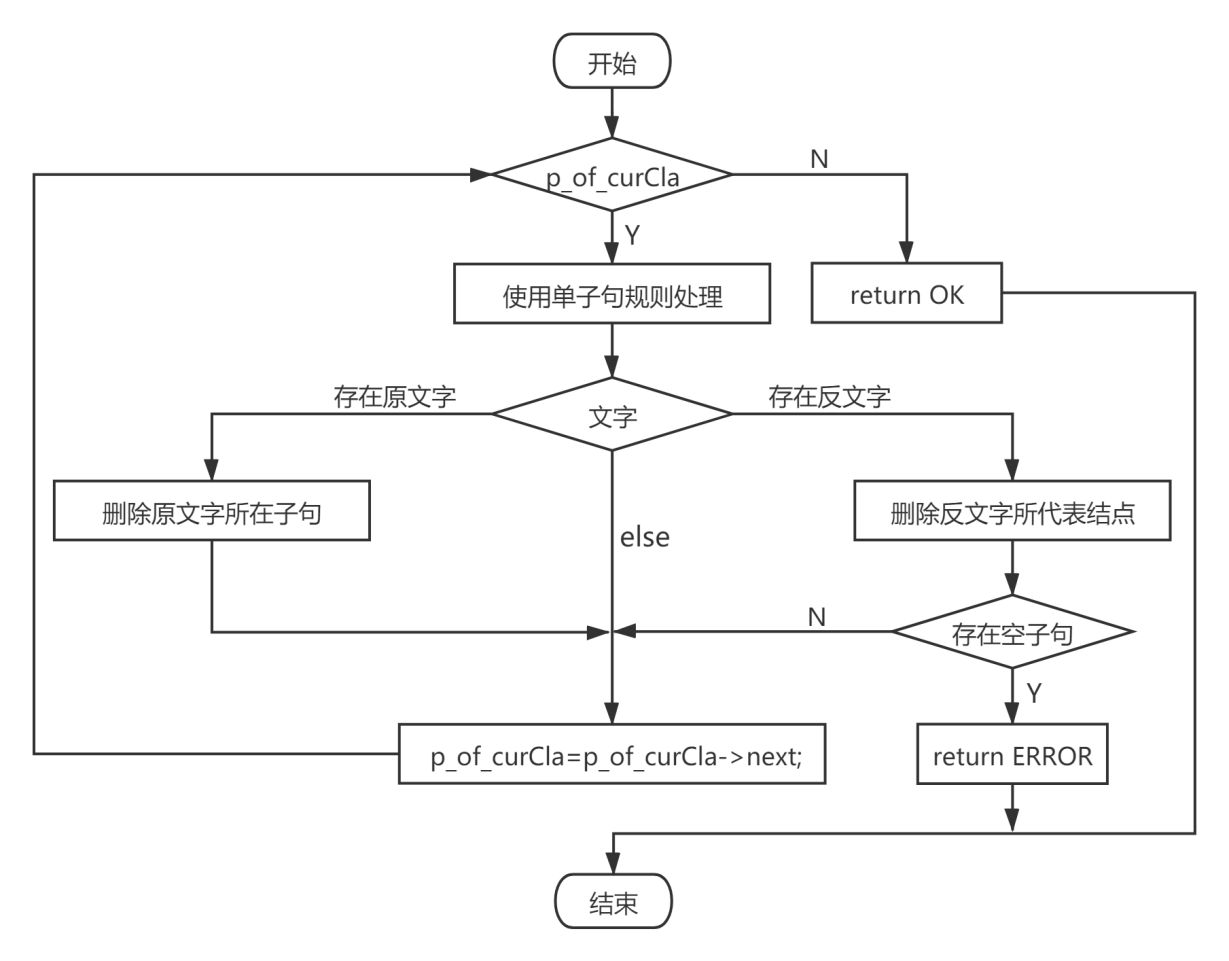 开始
p_of_curCla
N
Y
使用单子句规则处理
return OK
存在原文字
文字
存在反文字
删除原文字所在子句
删除反文字所代表结点
else
N
存在空子句
Y
p_of_curCla=p_of_curCla->next;
return ERROR
结束